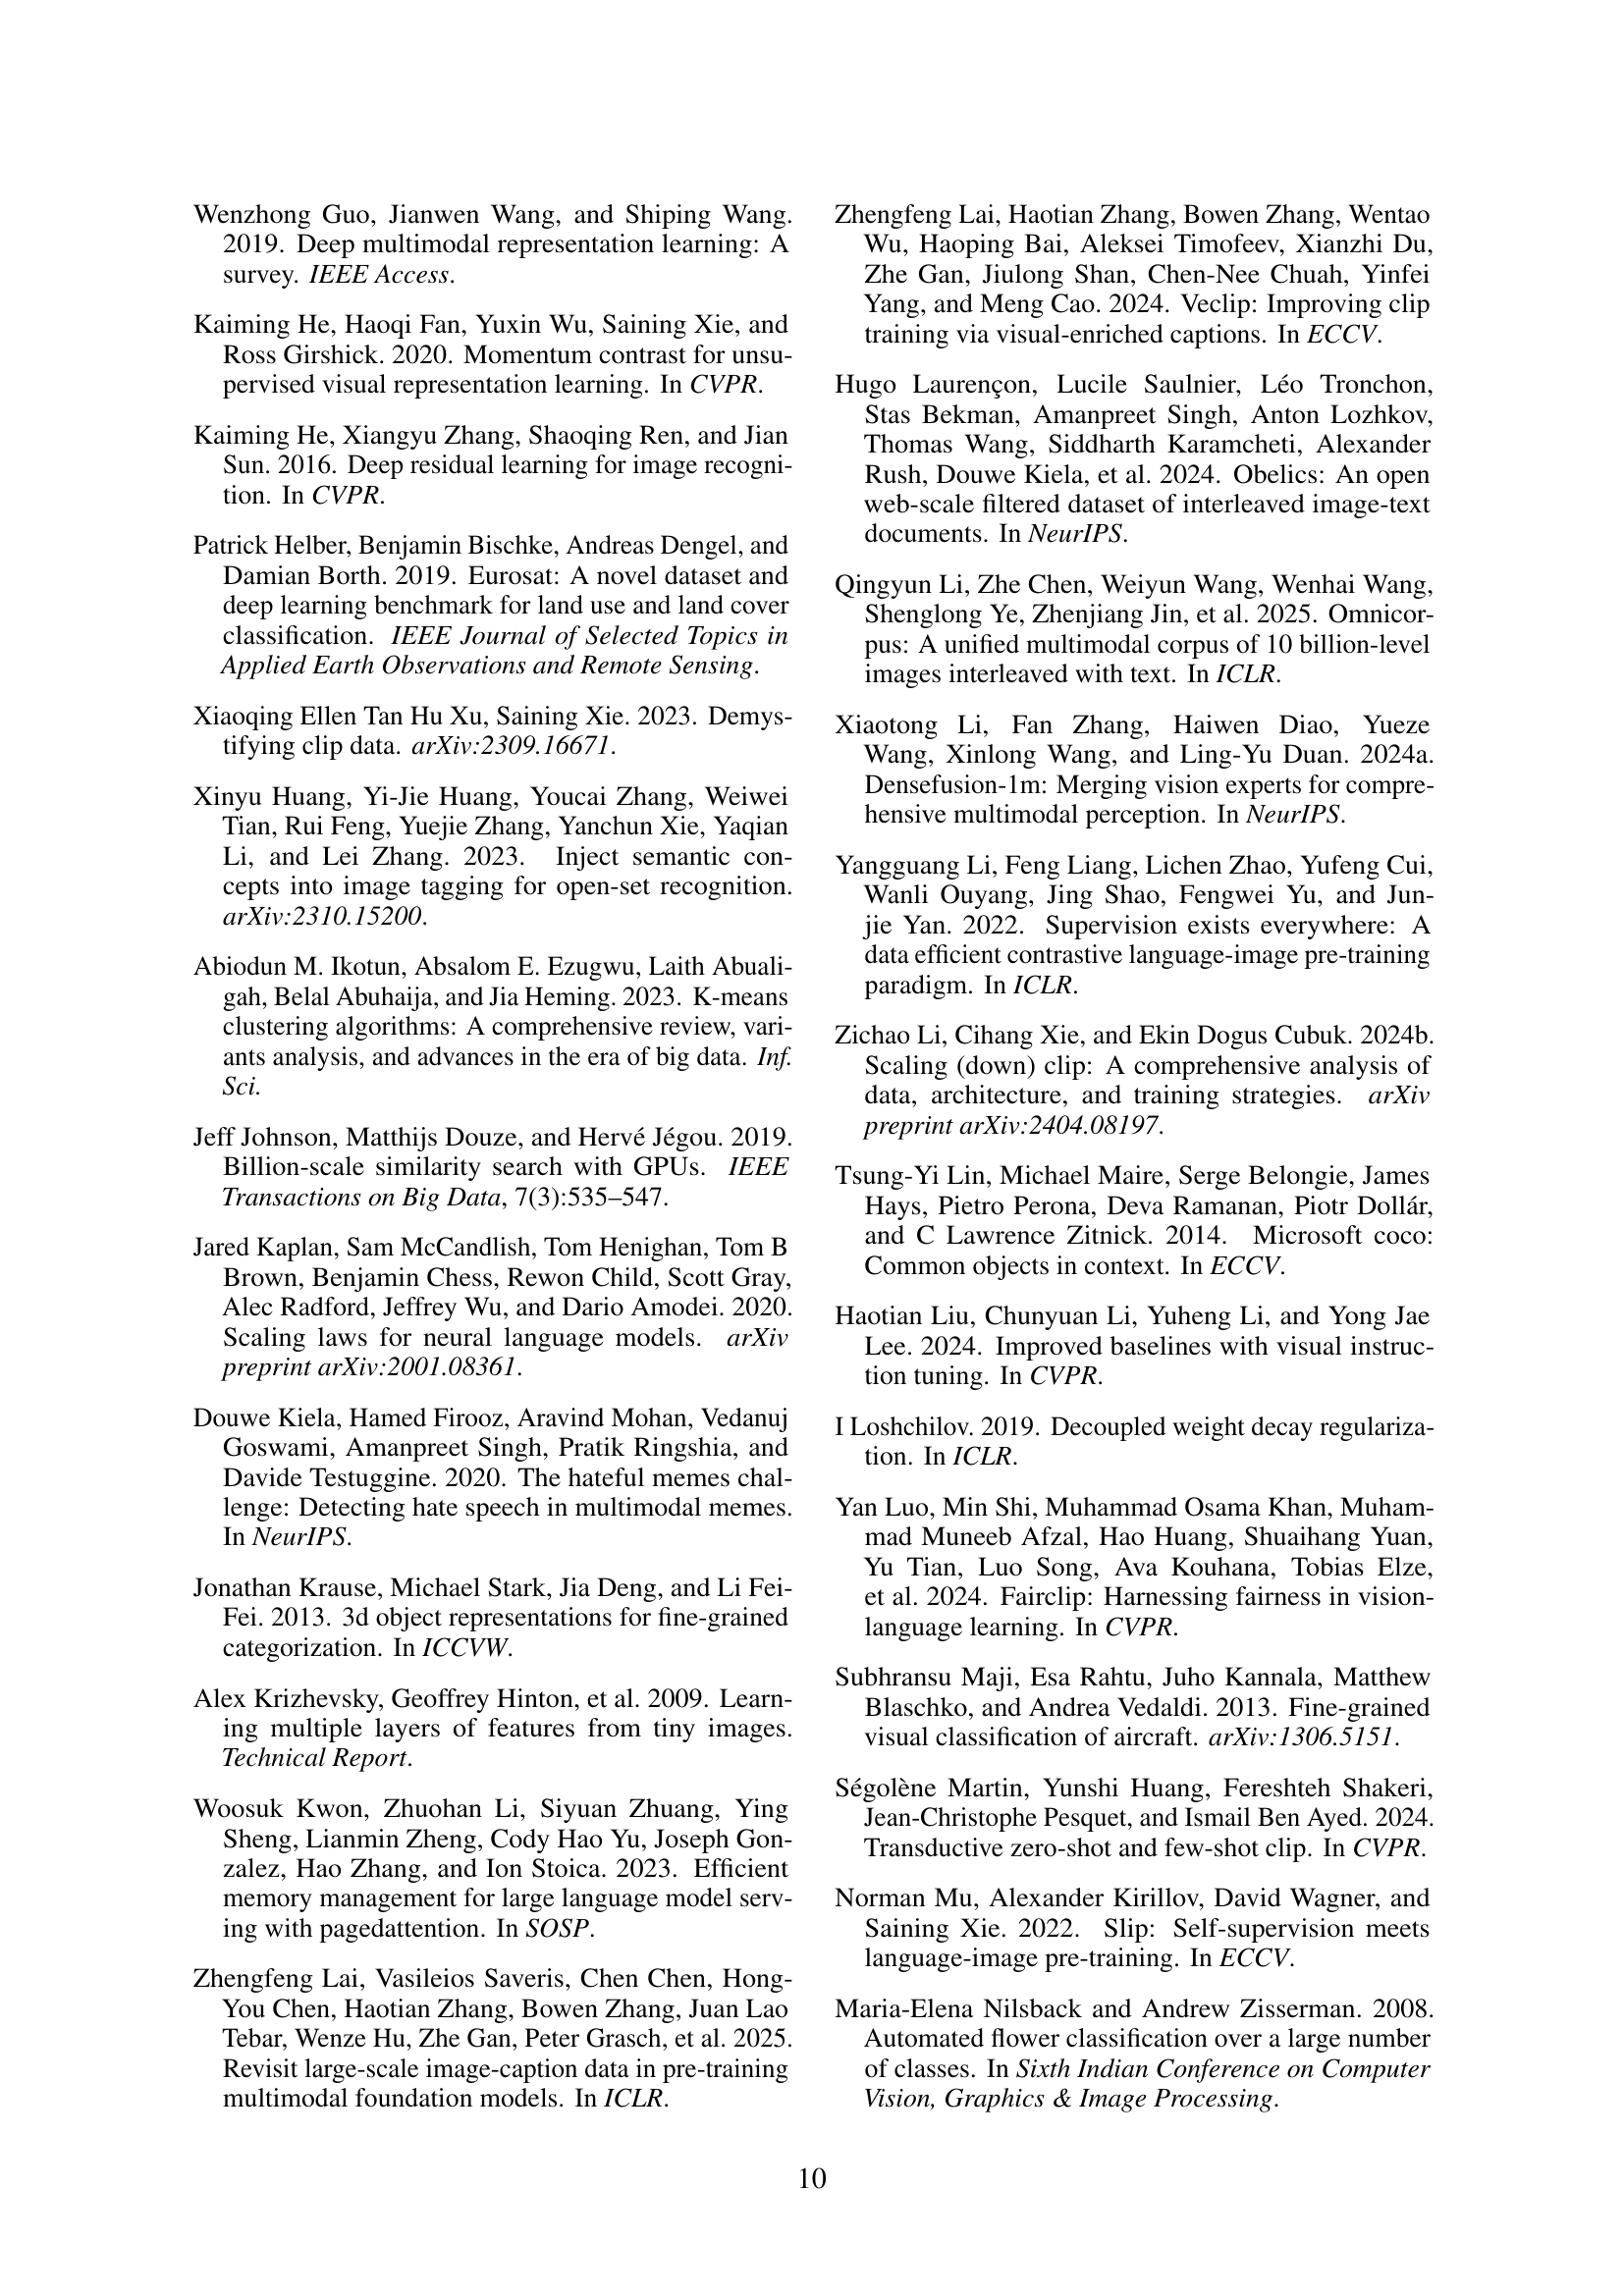 Wenzhong Guo, Jianwen Wang, and Shiping Wang.
2019. Deep multimodal representation learning: A
survey. IEEE Access.
Kaiming He, Haoqi Fan, Yuxin Wu, Saining Xie, and
Ross Girshick. 2020. Momentum contrast for unsu-
pervised visual representation learning. In CVPR.
Kaiming He, Xiangyu Zhang, Shaoqing Ren, and Jian
Sun. 2016. Deep residual learning for image recogni-
tion. In CVPR.
Patrick Helber, Benjamin Bischke, Andreas Dengel, and
Damian Borth. 2019. Eurosat: A novel dataset and
deep learning benchmark for land use and land cover
classification. IEEE Journal of Selected Topics in
Applied Earth Observations and Remote Sensing.
Xiaoqing Ellen Tan Hu Xu, Saining Xie. 2023. Demys-
tifying clip data. arXiv:2309.16671.
Xinyu Huang, Yi-Jie Huang, Youcai Zhang, Weiwei
Tian, Rui Feng, Yuejie Zhang, Yanchun Xie, Yaqian
Li, and Lei Zhang. 2023. Inject semantic con-
cepts into image tagging for open-set recognition.
arXiv:2310.15200.
Abiodun M. Ikotun, Absalom E. Ezugwu, Laith Abuali-
gah, Belal Abuhaija, and Jia Heming. 2023. K-means
clustering algorithms: A comprehensive review, vari-
ants analysis, and advances in the era of big data. Inf.
Sci.
Jeff Johnson, Matthijs Douze, and Hervé Jégou. 2019.
Billion-scale similarity search with GPUs. IEEE
Transactions on Big Data, 7(3):535–547.
Jared Kaplan, Sam McCandlish, Tom Henighan, Tom B
Brown, Benjamin Chess, Rewon Child, Scott Gray,
Alec Radford, Jeffrey Wu, and Dario Amodei. 2020.
Scaling laws for neural language models. arXiv
preprint arXiv:2001.08361.
Douwe Kiela, Hamed Firooz, Aravind Mohan, Vedanuj
Goswami, Amanpreet Singh, Pratik Ringshia, and
Davide Testuggine. 2020. The hateful memes chal-
lenge: Detecting hate speech in multimodal memes.
In NeurIPS.
Jonathan Krause, Michael Stark, Jia Deng, and Li Fei-
Fei. 2013. 3d object representations for fine-grained
categorization. In ICCVW.
Alex Krizhevsky, Geoffrey Hinton, et al. 2009. Learn-
ing multiple layers of features from tiny images.
Technical Report.
Woosuk Kwon, Zhuohan Li, Siyuan Zhuang, Ying
Sheng, Lianmin Zheng, Cody Hao Yu, Joseph Gon-
zalez, Hao Zhang, and Ion Stoica. 2023. Efficient
memory management for large language model serv-
ing with pagedattention. In SOSP.
Zhengfeng Lai, Vasileios Saveris, Chen Chen, Hong-
You Chen, Haotian Zhang, Bowen Zhang, Juan Lao
Tebar, Wenze Hu, Zhe Gan, Peter Grasch, et al. 2025.
Revisit large-scale image-caption data in pre-training
multimodal foundation models. In ICLR.
Zhengfeng Lai, Haotian Zhang, Bowen Zhang, Wentao
Wu, Haoping Bai, Aleksei Timofeev, Xianzhi Du,
Zhe Gan, Jiulong Shan, Chen-Nee Chuah, Yinfei
Yang, and Meng Cao. 2024. Veclip: Improving clip
training via visual-enriched captions. In ECCV.
Hugo Laurençon, Lucile Saulnier, Léo Tronchon,
Stas Bekman, Amanpreet Singh, Anton Lozhkov,
Thomas Wang, Siddharth Karamcheti, Alexander
Rush, Douwe Kiela, et al. 2024. Obelics: An open
web-scale filtered dataset of interleaved image-text
documents. In NeurIPS.
Qingyun Li, Zhe Chen, Weiyun Wang, Wenhai Wang,
Shenglong Ye, Zhenjiang Jin, et al. 2025. Omnicor-
pus: A unified multimodal corpus of 10 billion-level
images interleaved with text. In ICLR.
Xiaotong Li, Fan Zhang, Haiwen Diao, Yueze
Wang, Xinlong Wang, and Ling-Yu Duan. 2024a.
Densefusion-1m: Merging vision experts for compre-
hensive multimodal perception. In NeurIPS.
Yangguang Li, Feng Liang, Lichen Zhao, Yufeng Cui,
Wanli Ouyang, Jing Shao, Fengwei Yu, and Jun-
jie Yan. 2022. Supervision exists everywhere: A
data efficient contrastive language-image pre-training
paradigm. In ICLR.
Zichao Li, Cihang Xie, and Ekin Dogus Cubuk. 2024b.
Scaling (down) clip: A comprehensive analysis of
data, architecture, and training strategies. arXiv
preprint arXiv:2404.08197.
Tsung-Yi Lin, Michael Maire, Serge Belongie, James
Hays, Pietro Perona, Deva Ramanan, Piotr Dollár,
and C Lawrence Zitnick. 2014. Microsoft coco:
Common objects in context. In ECCV.
Haotian Liu, Chunyuan Li, Yuheng Li, and Yong Jae
Lee. 2024. Improved baselines with visual instruc-
tion tuning. In CVPR.
I Loshchilov. 2019. Decoupled weight decay regulariza-
tion. In ICLR.
Yan Luo, Min Shi, Muhammad Osama Khan, Muham-
mad Muneeb Afzal, Hao Huang, Shuaihang Yuan,
Yu Tian, Luo Song, Ava Kouhana, Tobias Elze,
et al. 2024. Fairclip: Harnessing fairness in vision-
language learning. In CVPR.
Subhransu Maji, Esa Rahtu, Juho Kannala, Matthew
Blaschko, and Andrea Vedaldi. 2013. Fine-grained
visual classification of aircraft. arXiv:1306.5151.
Ségolène Martin, Yunshi Huang, Fereshteh Shakeri,
Jean-Christophe Pesquet, and Ismail Ben Ayed. 2024.
Transductive zero-shot and few-shot clip. In CVPR.
Norman Mu, Alexander Kirillov, David Wagner, and
Saining Xie. 2022. Slip: Self-supervision meets
language-image pre-training. In ECCV.
Maria-Elena Nilsback and Andrew Zisserman. 2008.
Automated flower classification over a large number
of classes. In Sixth Indian Conference on Computer
Vision, Graphics & Image Processing.
10